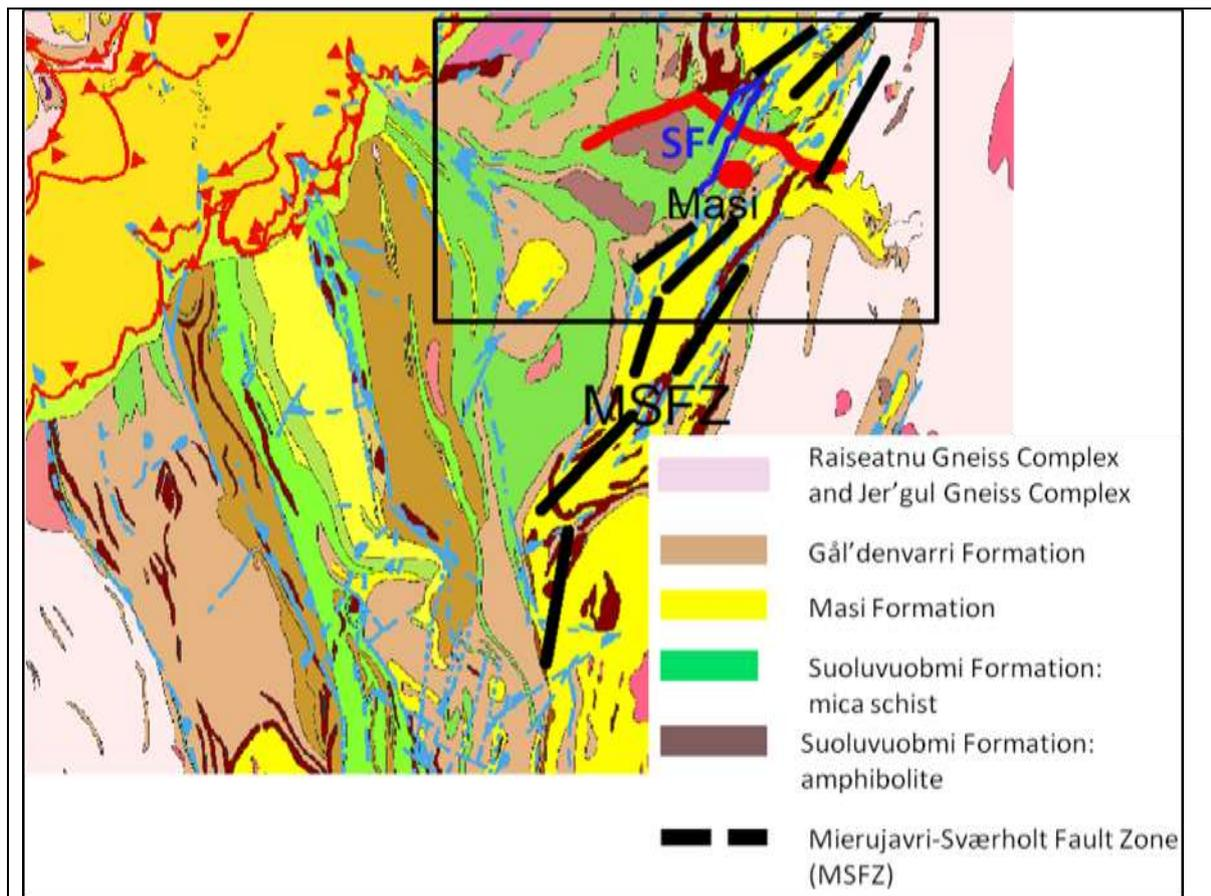 SF
Masi
MSFZ
Raiseatnu Gneiss Complex
and Jer'gul Gneiss Complex
Gål'denvarri Formation
Masi Formation
Suoluvuobmi Formation:
mica schist
Suoluvuobmi Formation:
amphibolite
Mierujavri-Sværholt Fault Zone
(MSFZ)